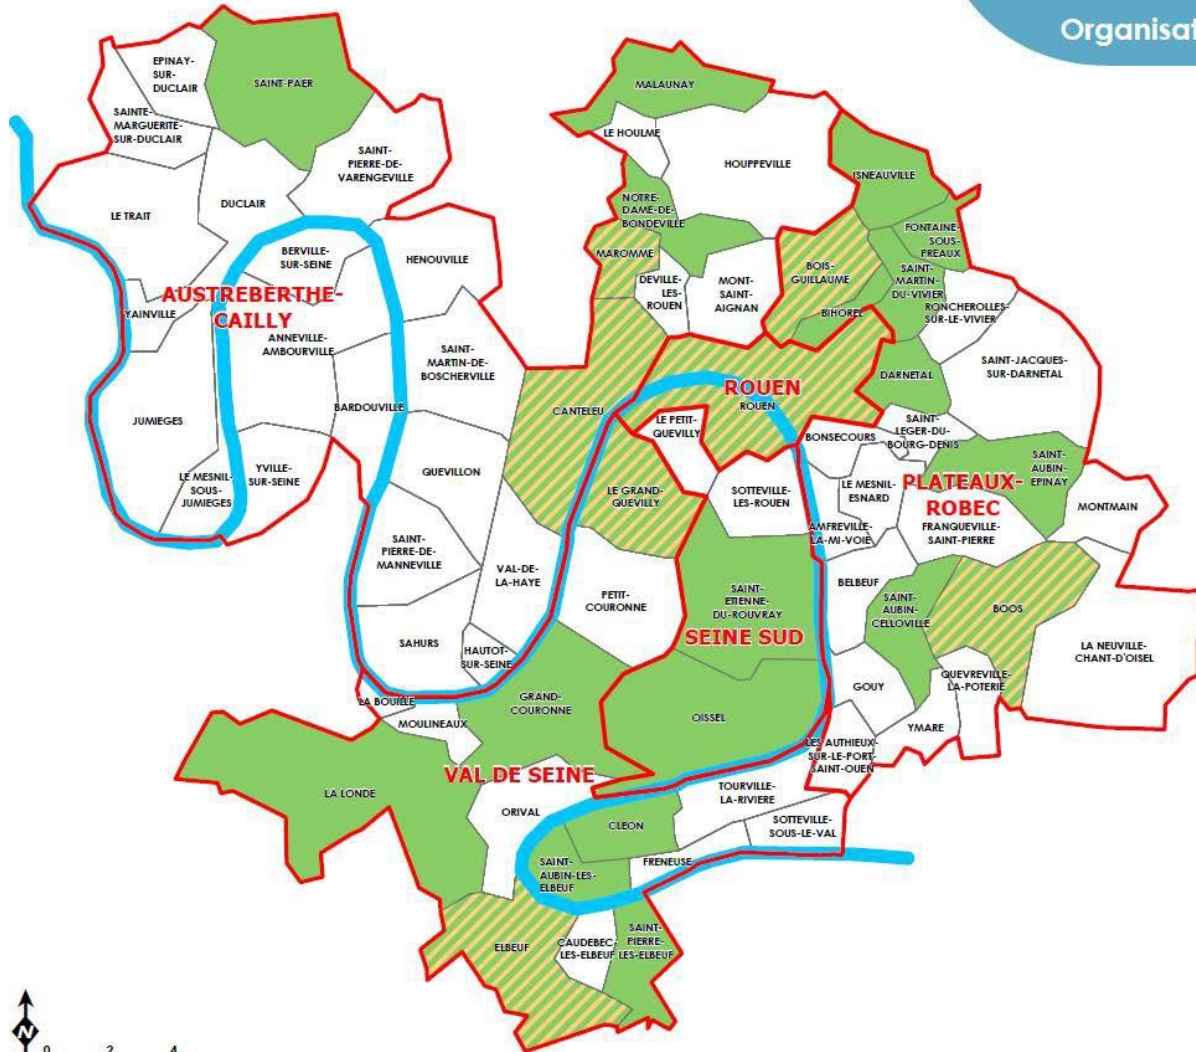 Organisat
EPINAY-
SUR-
DUCLAIR
SAINT-PAER
MALAUNAY
SAINTE-
MARGUERITE-
SUR-DUCLAIR
LE HOULME
SAINT-
PIERRE-DE-
VARENGEVILLE
HOUPPEVILLE
ISNEAUVILLE
LE TRAIT
DUCLAIR
NOTRE-
DAME-DE-
BONDEVILLE
FONTAINE-
SOUS-
PREAUX
BERVILLE-
SUR-SEINE
HENOUVILLE
MAROMME
DEVILLE-
LES-
ROUEN
MONT-
SAINT-
AIGNAN
BOIS-
GUILLAUME
SAINT-
MARTIN-
DU-VIVIER
AUSTREBERTHE-
CAILLY
YAINVILLE
BIHOREL
RONCHEROLLES-
SUR-LE-VIVIER
ANNEVILLE-
AMBOURVILLE
SAINT-
MARTIN-DE-
BOSCHERVILLE
SAINT-JACQUES-
SUR-DARNETAL
DARNETAL
ROUEN
ROUEN
BARDOUVILLE
CANTELEU
JUMIEGES
LE PETIT-
QUEVILLY
SAINT-
LEGER-DU-
BOURG-DENIS
BONSECOURS
LE MESNIL-
SOUS-
JUMIEGES
YVILLE-
SUR-SEINE
QUEVILLON
LE GRAND-
QUEVILLY
SOTTEVILLE-
LES-ROUEN
LE MESNIL-
ESNARD
PLATEAUX-
ROBEC
SAINT-
AUBIN-
EPINAY
MONTMAIN
FRANQUEVILLE-
SAINT-PIERRE
AMFREVILLE-
LA-MI-VOIE
SAINT-
PIERRE-DE-
MANNEVILLE
VAL-DE-
LA-HAYE
PETIT-
COURONNE
SAINT-
ETIENNE-
DU-ROUVRAY
BELBEUF
SAINT-
AUBIN-
CELLOVILLE
BOOS
SEINE SUD
SAHURS
HAUTOT-
SUR-SEINE
LA NEUVILLE-
CHANT-D'OISEL
QUEVREVILLE-
LA-POTERIE
GOUY
LA BOUILLE
GRAND-
COURONNE
MOULINEAUX
OISSEL
YMARE
LES AUTHIEUX-
SUR-LE-PORT-
SAINT-OUEN
VAL DE SEINE
LA LONDE
ORIVAL
TOURVILLE-
LA-RIVIERE
CLEON
SOTTEVILLE-
SOUS-LE-VAL
SAINT-
AUBIN-LES-
ELBEUF
FRENEUSE
ELBEUF
CAUDEBEC-
LES-ELBEUF
SAINT-
PIERRE-
LES-ELBEUF
N
0 2 4